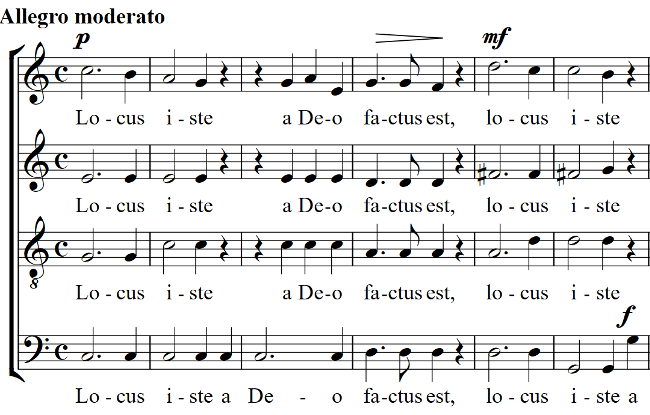 Allegro moderato
p
mf
Lo - cus i - ste a De - o fa - ctus est, lo - cus i - ste
Lo - cus i - ste a De - o fa - ctus est, lo - cus i - ste
8
Lo - cus i - ste a De - o fa - ctus est, lo - cus i - ste
f
Lo - cus i - ste a De - o fa - ctus est, lo - cus i - ste a